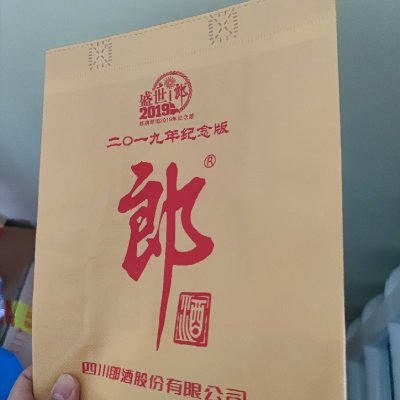 盛世郎
2019
二〇一九年纪念版
®
郎
酒
四川郎酒股份有限公司